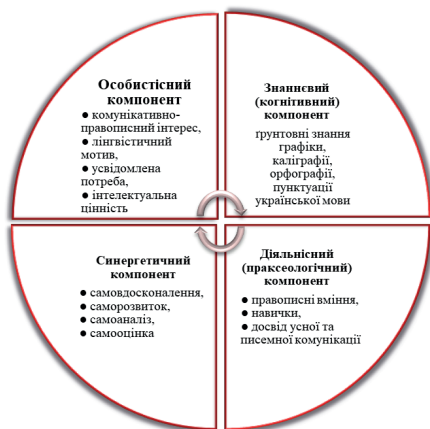 Особистісний
компонент
● комунікативно-
правописний інтерес,
● лінгвістичний
мотив,
● усвідомлена
потреба,
● інтелектуальна
цінність
Знаннєвий
(когнітивний)
компонент
ґрунтовні знання
графіки,
каліграфії,
орфографії,
пунктуації
української мови
Синергетичний
компонент
● самовдосконалення,
● саморозвиток,
● самоаналіз,
● самооцінка
Діяльнісний
(праксеологічний)
компонент
● правописні вміння,
● навички,
● досвід усної та
писемної комунікації